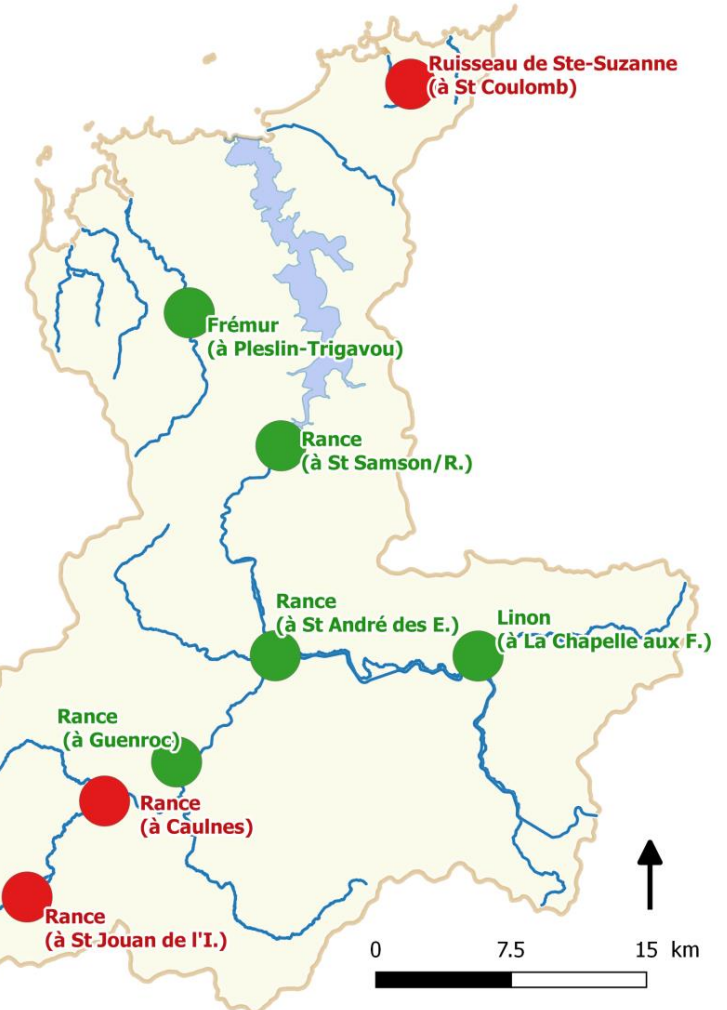 Ruisseau de Ste-Suzanne
(à St Coulomb)
Frémur
(à Pleslin-Trigavou)
Rance
(à St Samson/R.)
Rance
(à St André des E.)
Linon
(à La Chapelle aux F.)
Rance
(à Guenroc)
Rance
(à Caulnes)
Rance
(à St Jouan de l'I.)
0 7.5 15 km